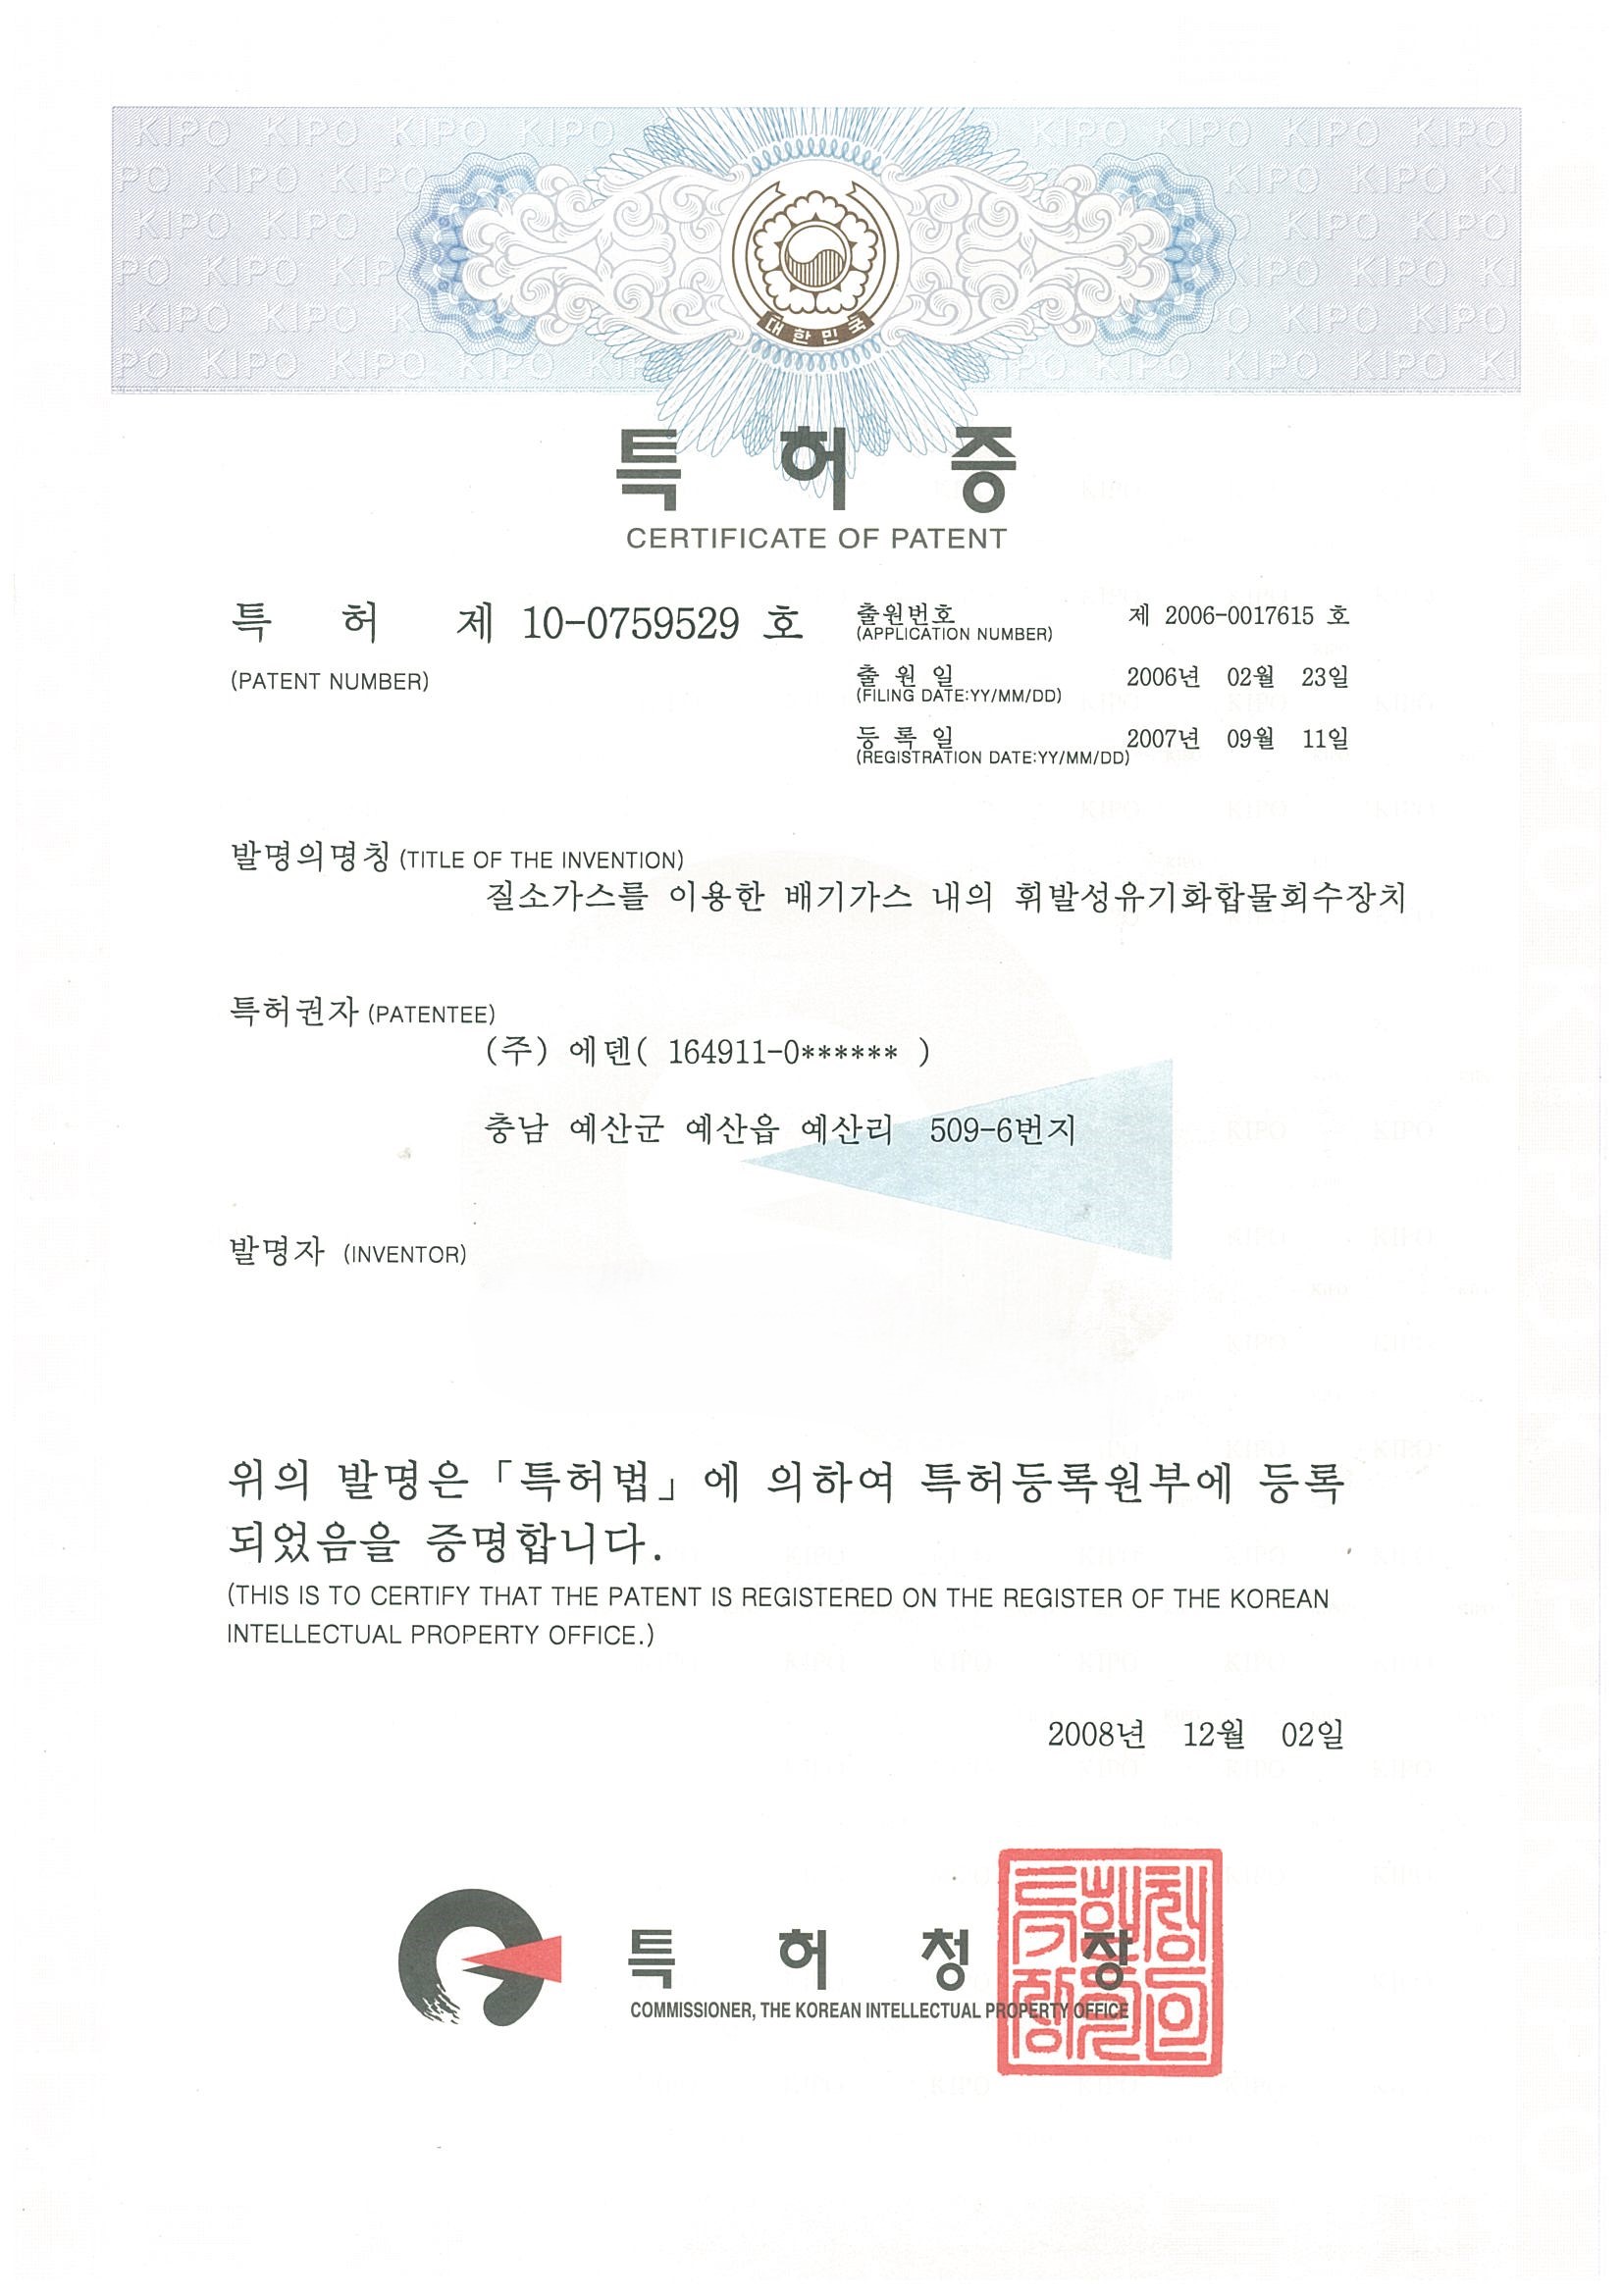 KIPO KIPO KIPO KIPO KIPO KIPO KIPO KIPO
대한민국
특 허 증
CERTIFICATE OF PATENT
특 허 제 10-0759529 호
(PATENT NUMBER)
출원번호 제 2006-0017615 호
(APPLICATION NUMBER)
출 원 일 2006년 02월 23일
(FILING DATE:YY/MM/DD)
등 록 일 2007년 09월 11일
(REGISTRATION DATE:YY/MM/DD)
발명의명칭 (TITLE OF THE INVENTION)
질소가스를 이용한 배기가스 내의 휘발성유기화합물회수장치
특허권자 (PATENTEE)
(주) 에덴( 164911-0****** )
충남 예산군 예산읍 예산리 509-6번지
발명자 (INVENTOR)
위의 발명은 「특허법」에 의하여 특허등록원부에 등록
되었음을 증명합니다.
(THIS IS TO CERTIFY THAT THE PATENT IS REGISTERED ON THE REGISTER OF THE KOREAN
INTELLECTUAL PROPERTY OFFICE.)
2008년 12월 02일
특 허 청 장
COMMISSIONER, THE KOREAN INTELLECTUAL PROPERTY OFFICE